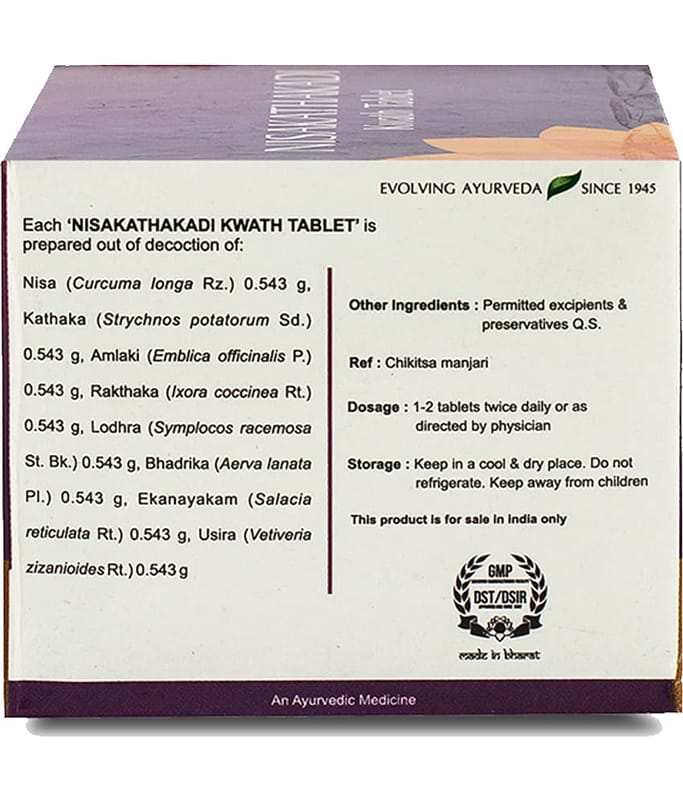 NISAKATHAKADI
Kwath Tablet
EVOLVING AYURVEDA SINCE 1945
Each ‘NISAKATHAKADI KWATH TABLET’ is
prepared out of decoction of:
Nisa (Curcuma longa Rz.) 0.543 g,
Kathaka (Strychnos potatorum Sd.)
0.543 g, Amlaki (Emblica officinalis P.)
0.543 g, Rakthaka (Ixora coccinea Rt.)
0.543 g, Lodhra (Symplocos racemosa
St. Bk.) 0.543 g, Bhadrika (Aerva lanata
Pl.) 0.543 g, Ekanayakam (Salacia
reticulata Rt.) 0.543 g, Usira (Vetiveria
zizanioides Rt.) 0.543 g
Other Ingredients : Permitted excipients &
preservatives Q.S.
Ref : Chikitsa manjari
Dosage : 1-2 tablets twice daily or as
directed by physician
Storage : Keep in a cool & dry place. Do not
refrigerate. Keep away from children
This product is for sale in India only
GMP
DST/DSIR
made in bharat
An Ayurvedic Medicine